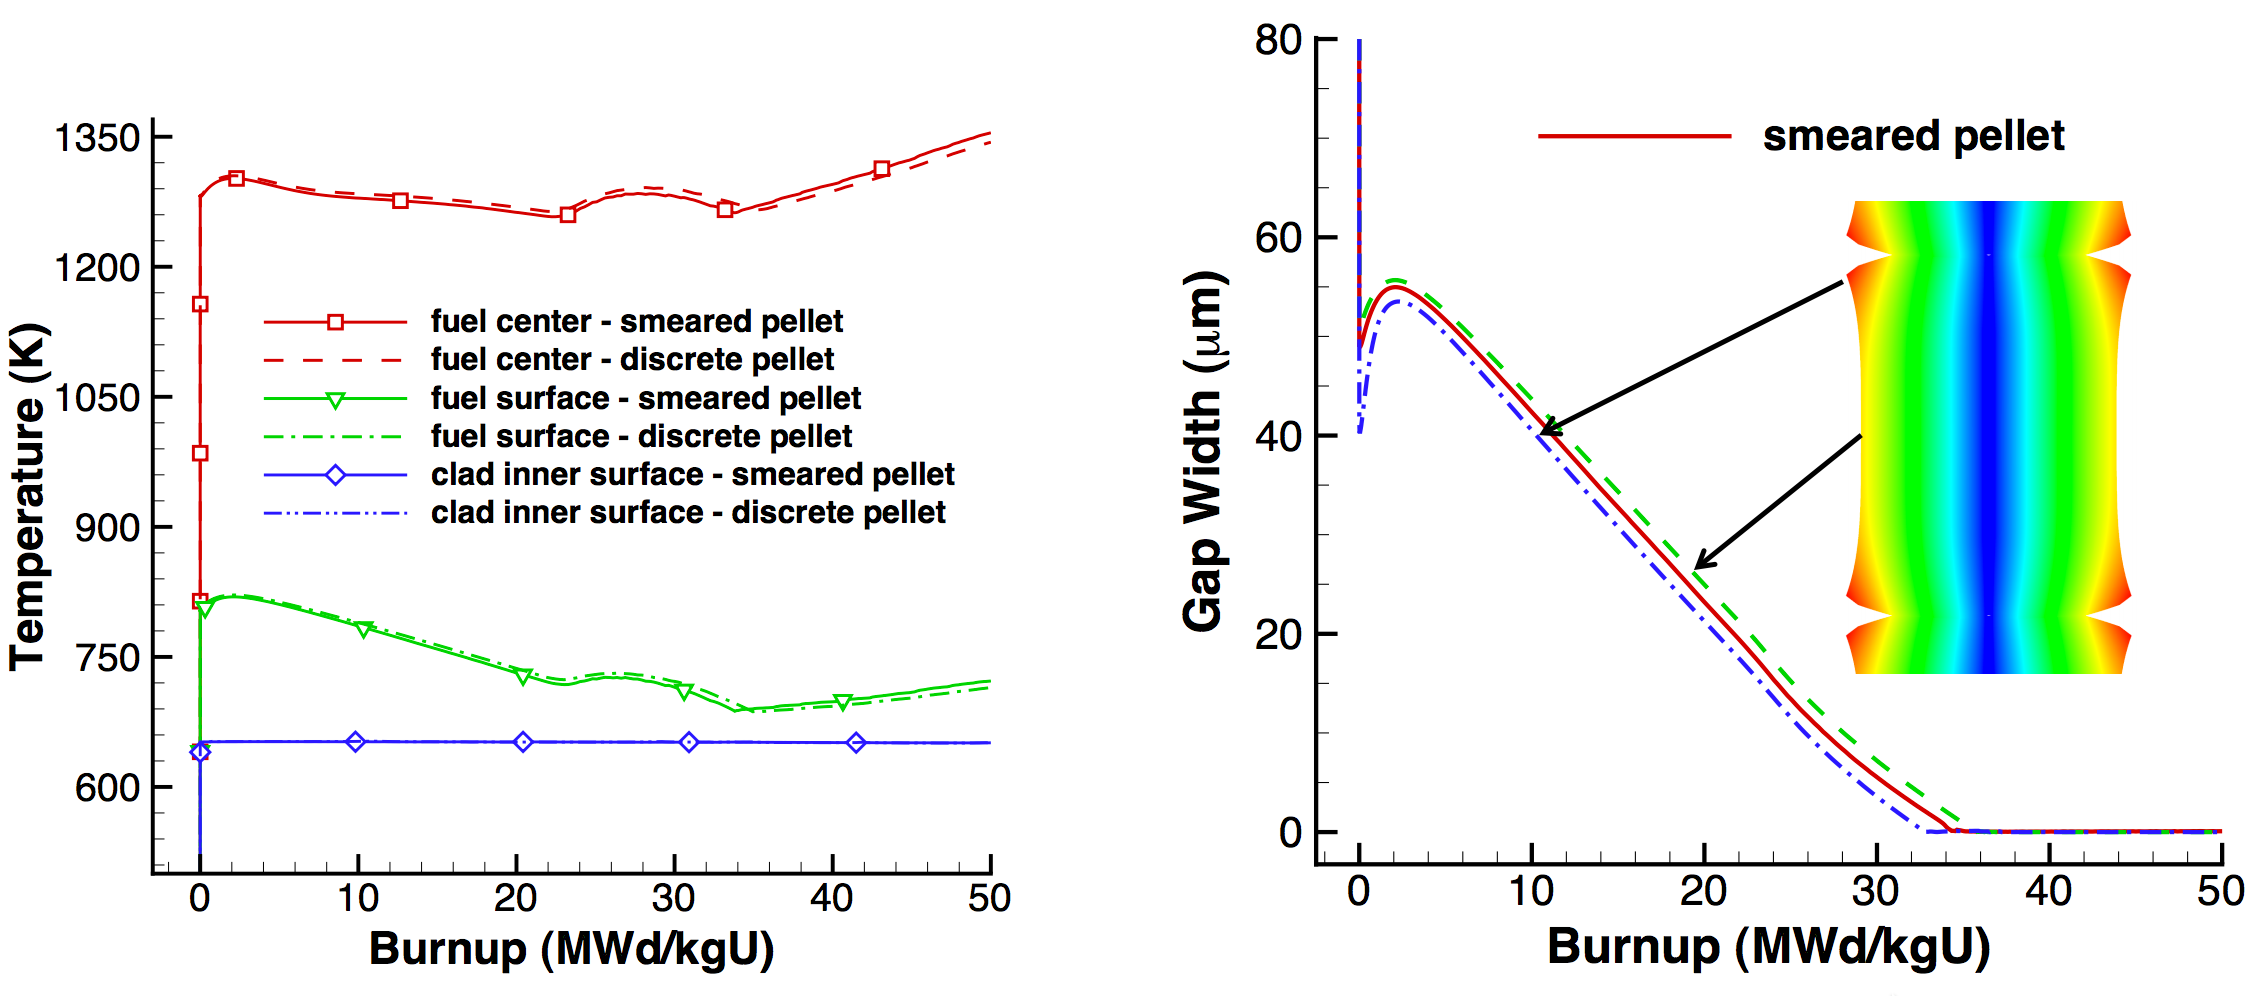 1350
1200
1050
900
750
600
Temperature (K)
fuel center - smeared pellet
fuel center - discrete pellet
fuel surface - smeared pellet
fuel surface - discrete pellet
clad inner surface - smeared pellet
clad inner surface - discrete pellet
0 10 20 30 40 50
Burnup (MWd/kgU)
80
60
40
20
0
Gap Width (μm)
smeared pellet
0 10 20 30 40 50
Burnup (MWd/kgU)